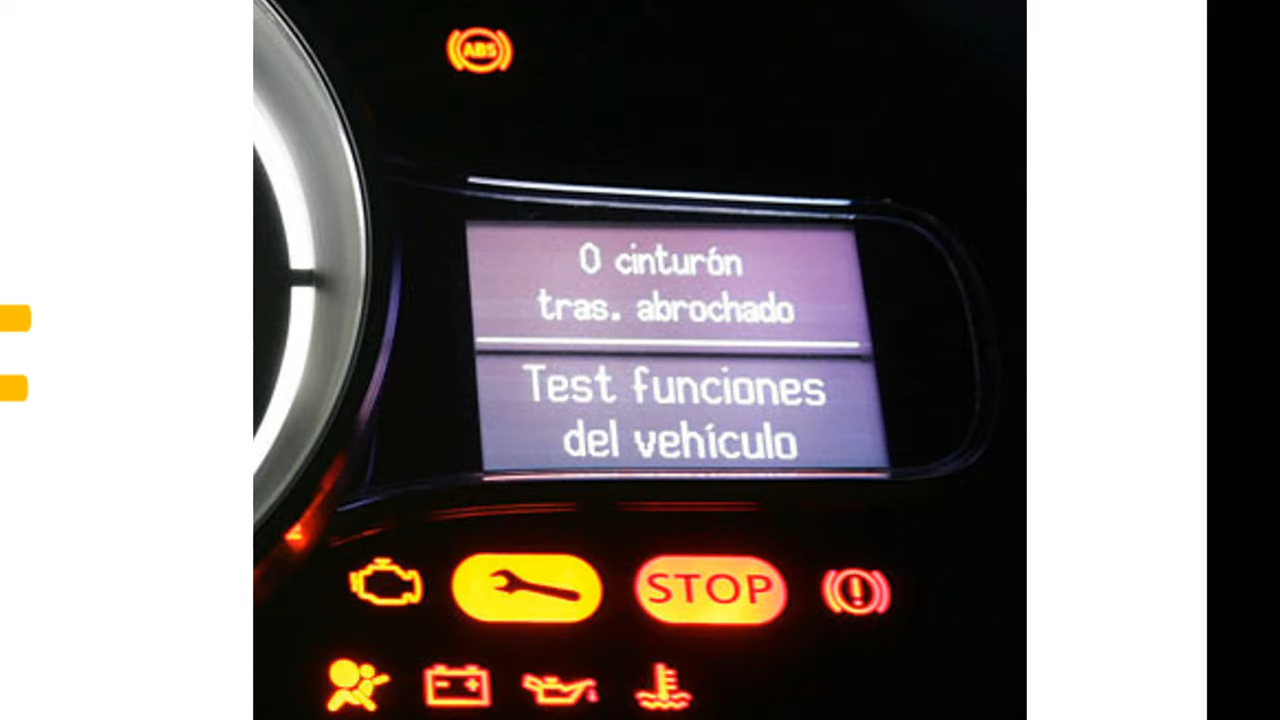 ABS
0 cinturón
tras. abrochado
Test funciones
del vehículo
STOP